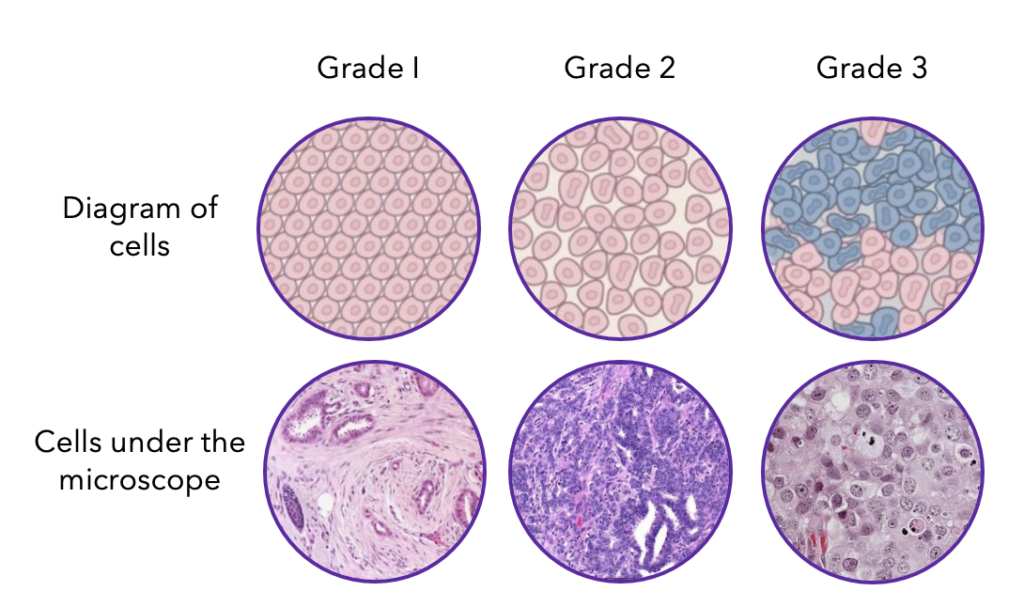 Grade I
Grade 2
Grade 3
Diagram of
cells
Cells under the
microscope